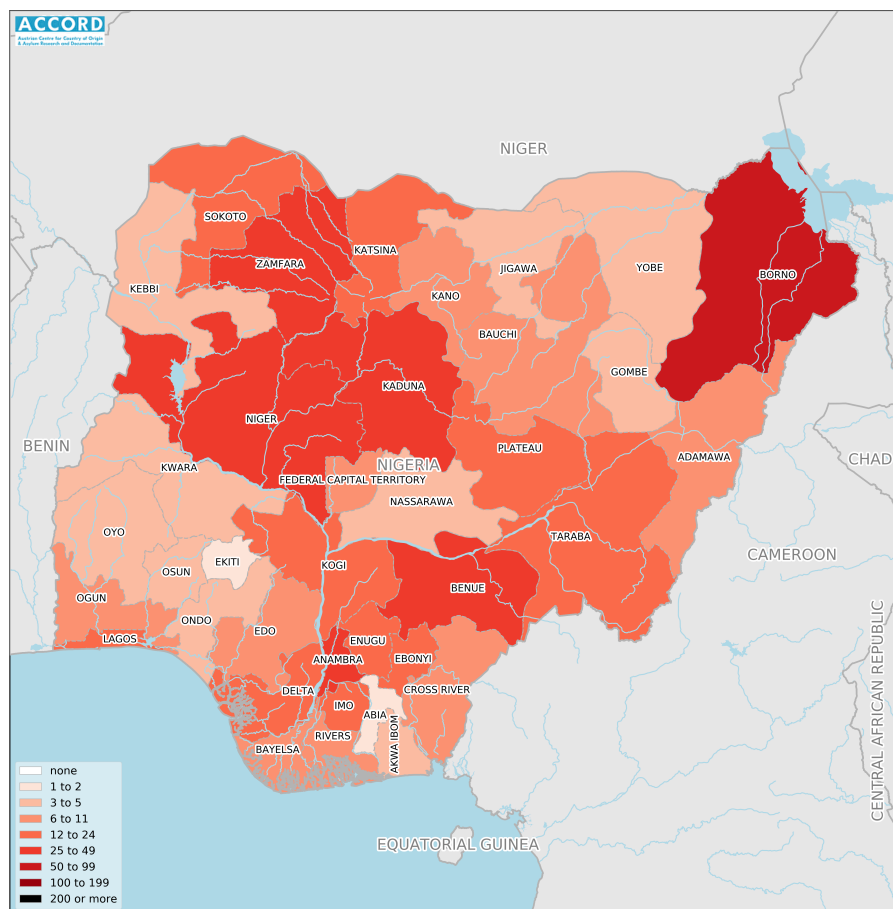 ACCORD
Austrian Centre for Country of Origin
& Asylum Research and Documentation
NIGER
SOKOTO
KATSINA
ZAMFARA
JIGAWA
YOBE
BORNO
KEBBI
KANO
BAUCHI
GOMBE
KADUNA
NIGER
BENIN
PLATEAU
ADAMAWA
CHAD
KWARA
NIGERIA
FEDERAL CAPITAL TERRITORY
NASSARAWA
OYO
TARABA
CAMEROON
EKITI
KOGI
OSUN
BENUE
OGUN
ONDO
EDO
LAGOS
ENUGU
ANAMBRA
EBONYI
CROSS RIVER
DELTA
IMO
ABIA
AKWA IBOM
RIVERS
BAYELSA
CENTRAL AFRICAN REPUBLIC
EQUATORIAL GUINEA
none
1 to 2
3 to 5
6 to 11
12 to 24
25 to 49
50 to 99
100 to 199
200 or more